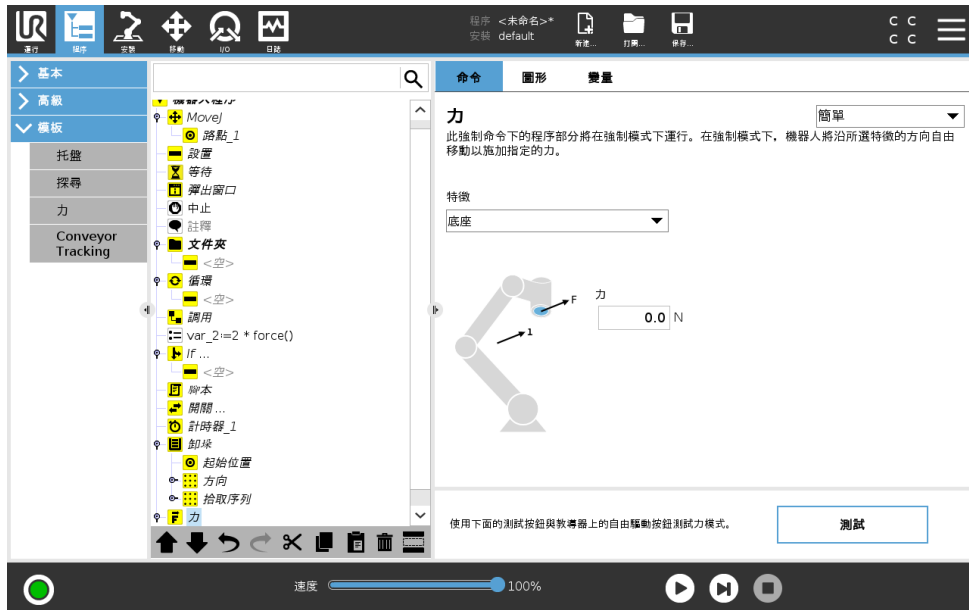 UR
運行
程序
安裝
移動
I/O
日誌
程序 <未命名>*
安裝 default
新建...
打開...
保存...
C C
C C
基本
高級
模板
托盤
探尋
力
Conveyor
Tracking
機器人程序
MoveJ
路點_1
設置
等待
彈出窗口
中止
註釋
文件夾
<空>
循環
<空>
調用
var_2:=2 * force()
If ...
<空>
腳本
開關 ...
計時器_1
卸垛
起始位置
方向
拾取序列
力
命令
圖形
變量
力
簡單
此強制命令下的程序部分將在強制模式下運行。在強制模式下，機器人將沿所選特徵的方向自由
移動以施加指定的力。
特徵
底座
F
1
力
0.0 N
使用下面的測試按鈕與教導器上的自由驅動按鈕測試力模式。
測試
速度
100%